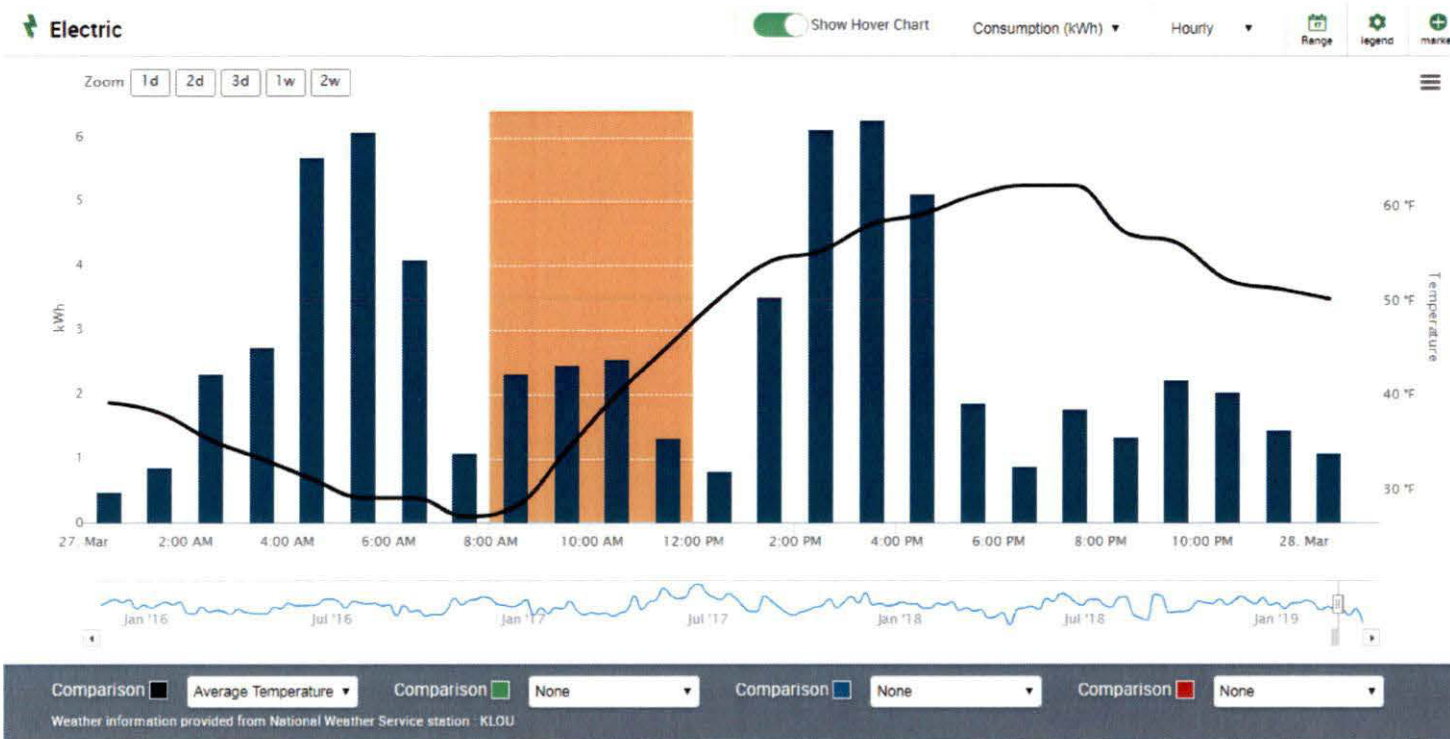 Electric
Show Hover Chart
Consumption (kWh)
Hourly
Range
legend
marke
Zoom 1d 2d 3d 1w 2w
6
5
4
3
2
1
0
kWh
60 °F
50 °F
40 °F
30 °F
Temperature
27. Mar 2:00 AM 4:00 AM 6:00 AM 8:00 AM 10:00 AM 12:00 PM 2:00 PM 4:00 PM 6:00 PM 8:00 PM 10:00 PM 28. Mar
Jan '16 Jul '16 Jan '17 Jul '17 Jan '18 Jul '18 Jan '19
Comparison Average Temperature Comparison None Comparison None Comparison None
Weather information provided from National Weather Service station : KLOU